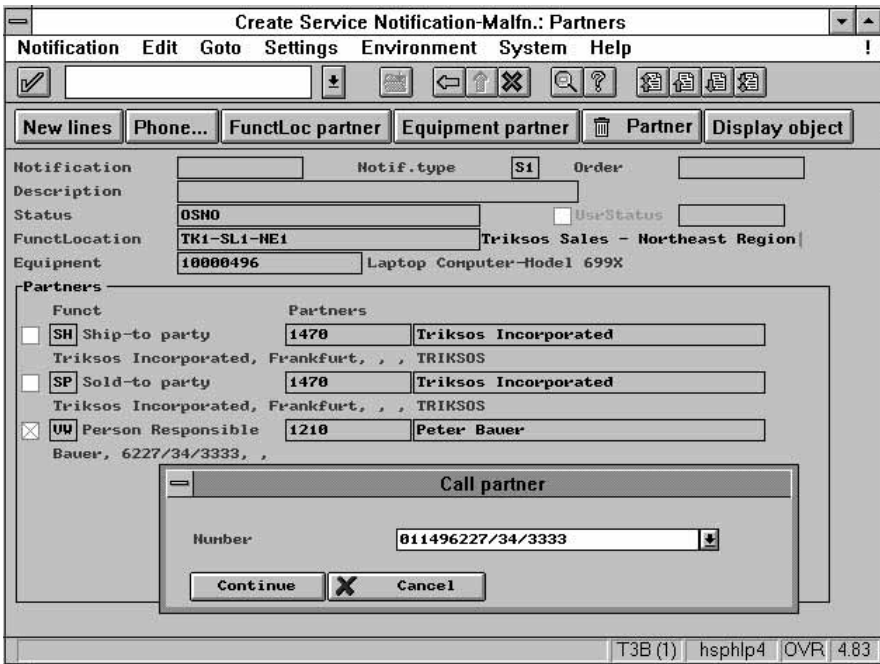 Create Service Notification-Malfn.: Partners
Notification Edit Goto Settings Environment System Help !
New lines Phone... FunctLoc partner Equipment partner Partner Display object
Notification Notif.type S1 Order
Description
Status OSNO UsrStatus
FunctLocation TK1-SL1-NE1 Triksos Sales - Northeast Region
Equipment 10000496 Laptop Computer-Model 699X
Partners
Funct Partners
SH Ship-to party 1470 Triksos Incorporated
Triksos Incorporated, Frankfurt, , , TRIKSOS
SP Sold-to party 1470 Triksos Incorporated
Triksos Incorporated, Frankfurt, , , TRIKSOS
VW Person Responsible 1210 Peter Bauer
Bauer, 6227/34/3333, ,
Call partner
Number 011496227/34/3333
Continue Cancel
T3B (1) hsphlp4 OVR 4.83